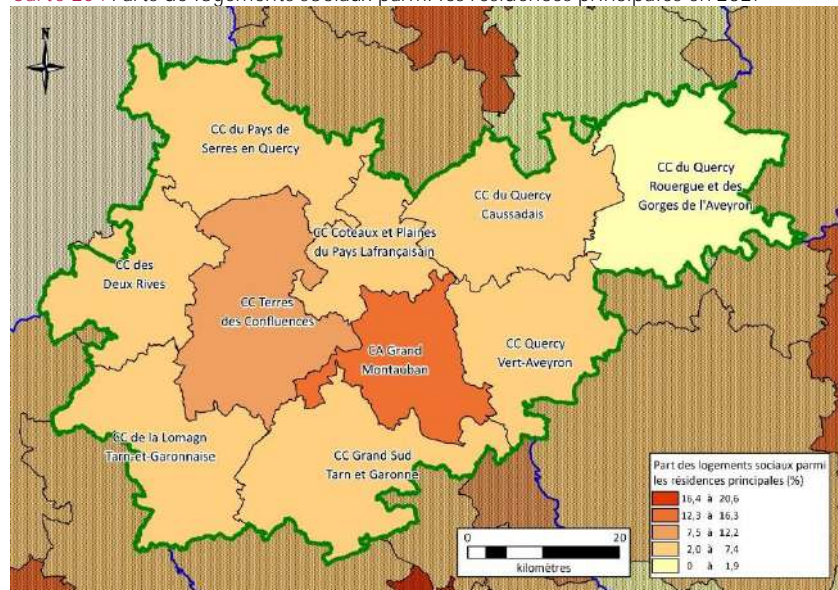 N
CC du Pays de
Serres en Quercy
CC du Quercy
Rouergue et des
Gorges de l'Aveyron
CC du Quercy
Caussadais
CC Coteaux et Plaines
du Pays Lafrançaisain
CC des
Deux Rives
CC Terres
des Confluences
CA Grand
Montauban
CC Quercy
Vert-Aveyron
CC de la Lomagn
Tarn-et-Garonnaise
CC Grand Sud
Tarn et Garonne
Part des logements sociaux parmi
les résidences principales (%)
16,4 à 20,6
12,3 à 16,3
7,5 à 12,2
2,0 à 7,4
0 à 1,9
0 20
kilomètres